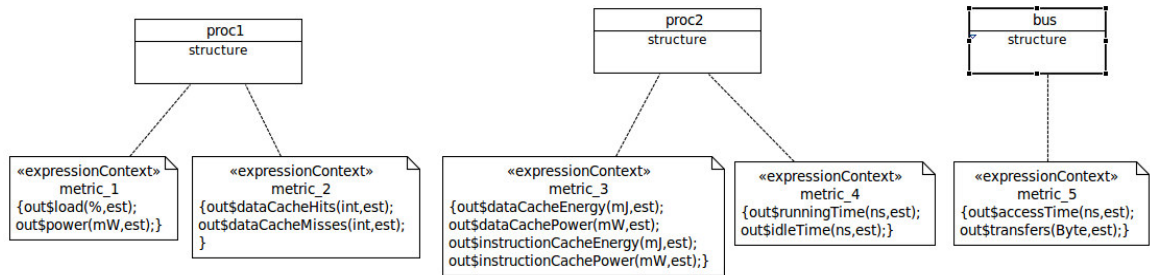 proc1
structure
proc2
structure
bus
structure
«expressionContext»
metric_1
{out$load(%,est);
out$power(mW,est);}
«expressionContext»
metric_2
{out$dataCacheHits(int,est);
out$dataCacheMisses(int,est);
}
«expressionContext»
metric_3
{out$dataCacheEnergy(mJ,est);
out$dataCachePower(mW,est);
out$instructionCacheEnergy(mJ,est);
out$instructionCachePower(mW,est);}
«expressionContext»
metric_4
{out$runningTime(ns,est);
out$idleTime(ns,est);}
«expressionContext»
metric_5
{out$accessTime(ns,est);
out$transfers(Byte,est);}